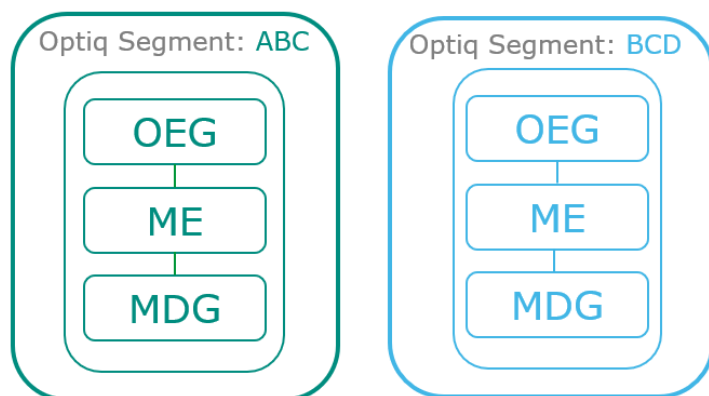 Optiq Segment: ABC
OEG
ME
MDG
Optiq Segment: BCD
OEG
ME
MDG